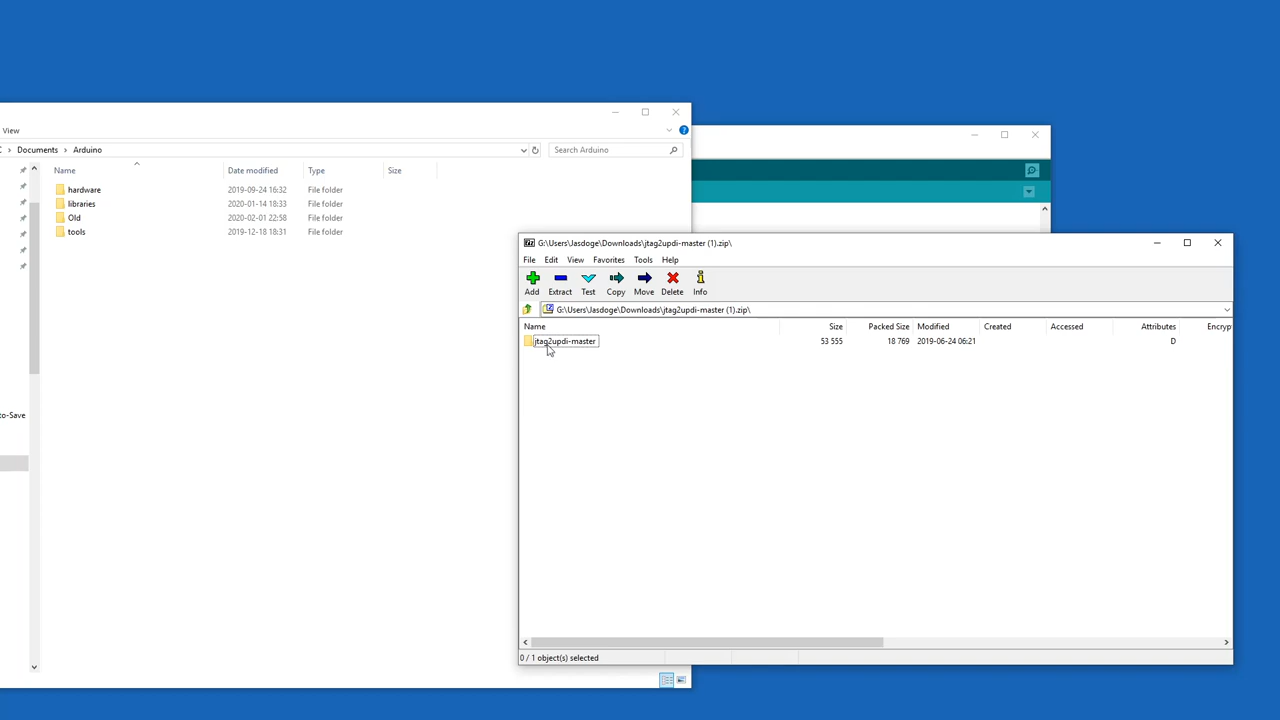 View
Documents > Arduino
Search Arduino
Name Date modified Type Size
hardware 2019-09-24 16:32 File folder
libraries 2020-01-14 18:33 File folder
Old 2020-02-01 22:58 File folder
tools 2019-12-18 18:31 File folder
to-Save
G:\Users\Jasdoge\Downloads\jtag2updi-master (1).zip\
File Edit View Favorites Tools Help
Add Extract Test Copy Move Delete Info
G:\Users\Jasdoge\Downloads\jtag2updi-master (1).zip\
Name Size Packed Size Modified Created Accessed Attributes Encryp
jtag2updi-master 53 555 18 769 2019-06-24 06:21 D
0 / 1 object(s) selected